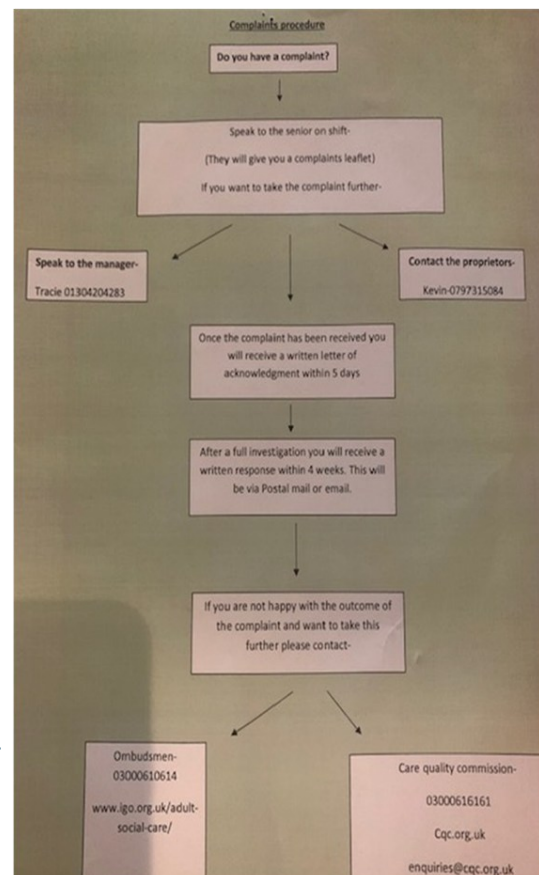 Complaints procedure
Do you have a complaint?
Speak to the senior on shift-
(They will give you a complaints leaflet)
If you want to take the complaint further-
Speak to the manager-
Tracie 01304204283
Contact the proprietors-
Kevin-0797315084
Once the complaint has been received you
will receive a written letter of
acknowledgment within 5 days
After a full investigation you will receive a
written response within 4 weeks. This will
be via Postal mail or email.
If you are not happy with the outcome of
the complaint and want to take this
further please contact-
Ombudsmen-
03000610614
www.igo.org.uk/adult-
social-care/
Care quality commission-
03000616161
Cqc.org.uk
enquiries@cqc.org.uk